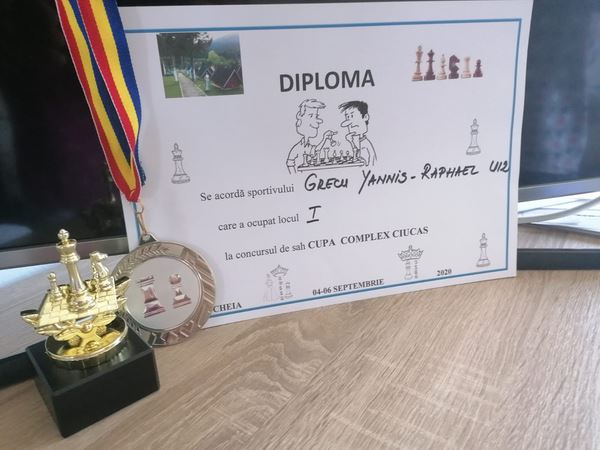 DIPLOMA
Se acordă sportivului GRECU YANNIS-RAPHAEL U12
care a ocupat locul I
la concursul de sah CUPA COMPLEX CIUCAS
CHEIA 04-06 SEPTEMBRIE 2020